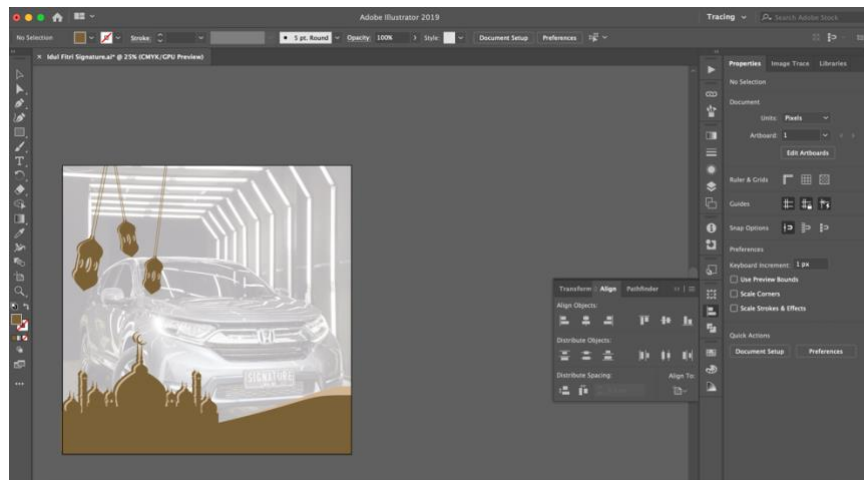 Adobe Illustrator 2019
Tracing
Search Adobe Stock
No Selection
Stroke:
5 pt. Round
Opacity: 100%
Style:
Document Setup
Preferences
× Idul Fitri Signature.ai* @ 25% (CMYK/GPU Preview)
Properties
Image Trace
Libraries
No Selection
Document
Units: Pixels
Artboard: 1
Edit Artboards
Ruler & Grids
Guides
Snap Options
Preferences
Keyboard Increment: 1 px
Use Preview Bounds
Scale Corners
Scale Strokes & Effects
Quick Actions
Document Setup
Preferences
Transform
Align
Pathfinder
Align Objects:
Distribute Objects:
Distribute Spacing:
Align To:
SIGNATURE